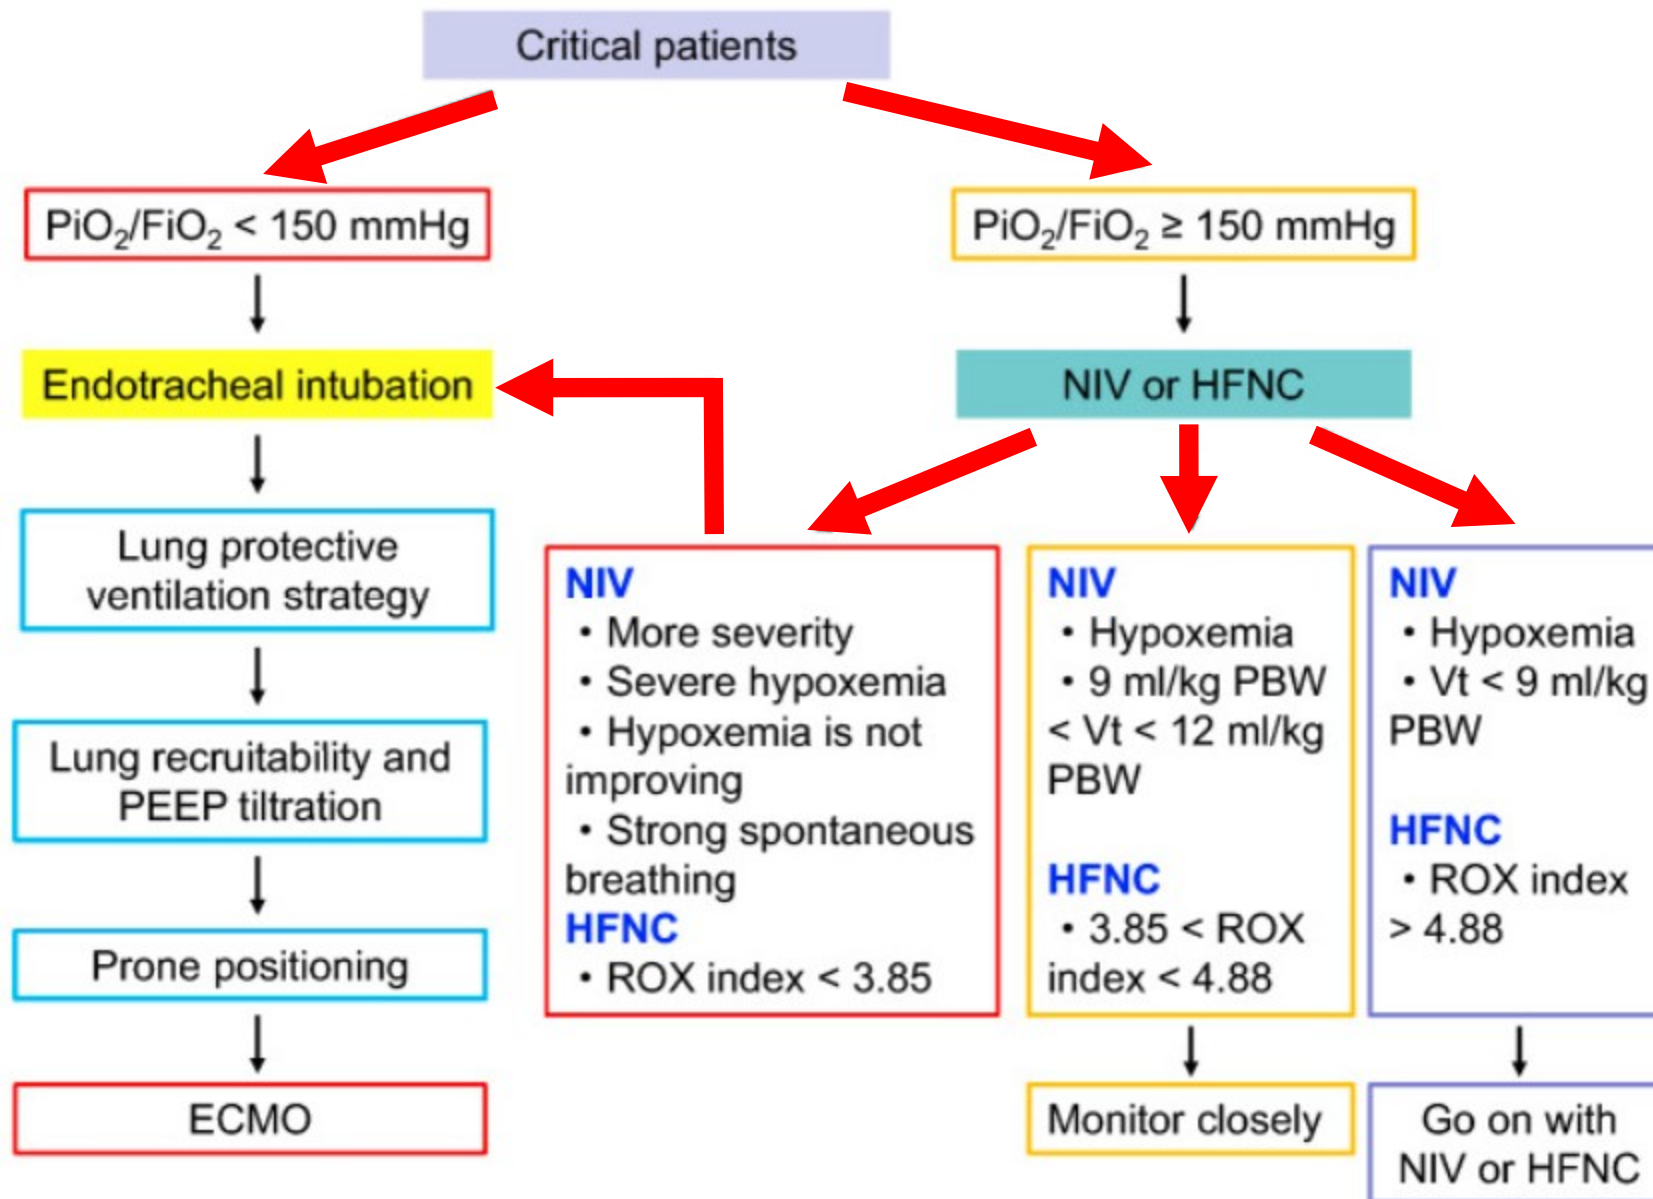 Critical patients
PiO₂/FiO₂ < 150 mmHg
PiO₂/FiO₂ ≥ 150 mmHg
Endotracheal intubation
NIV or HFNC
Lung protective
ventilation strategy
Lung recruitability and
PEEP tiltration
Prone positioning
ECMO
NIV
• More severity
• Severe hypoxemia
• Hypoxemia is not
improving
• Strong spontaneous
breathing
HFNC
• ROX index < 3.85
NIV
• Hypoxemia
• 9 ml/kg PBW
< Vt < 12 ml/kg
PBW
HFNC
• 3.85 < ROX
index < 4.88
Monitor closely
NIV
• Hypoxemia
• Vt < 9 ml/kg
PBW
HFNC
• ROX index
> 4.88
Go on with
NIV or HFNC